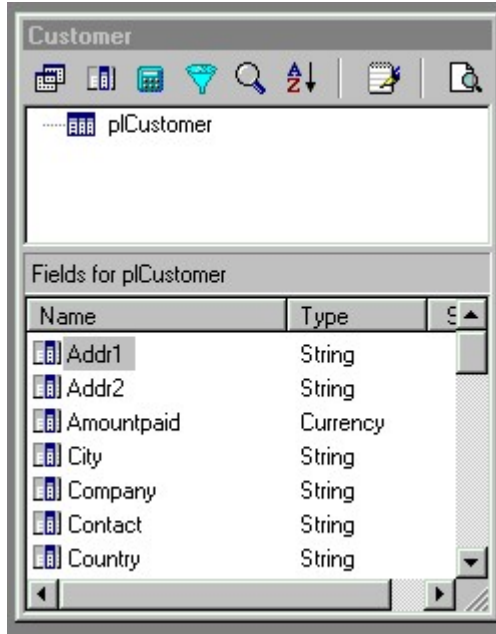 Customer
plCustomer
Fields for plCustomer
Name Type
Addr1 String
Addr2 String
Amountpaid Currency
City String
Company String
Contact String
Country String